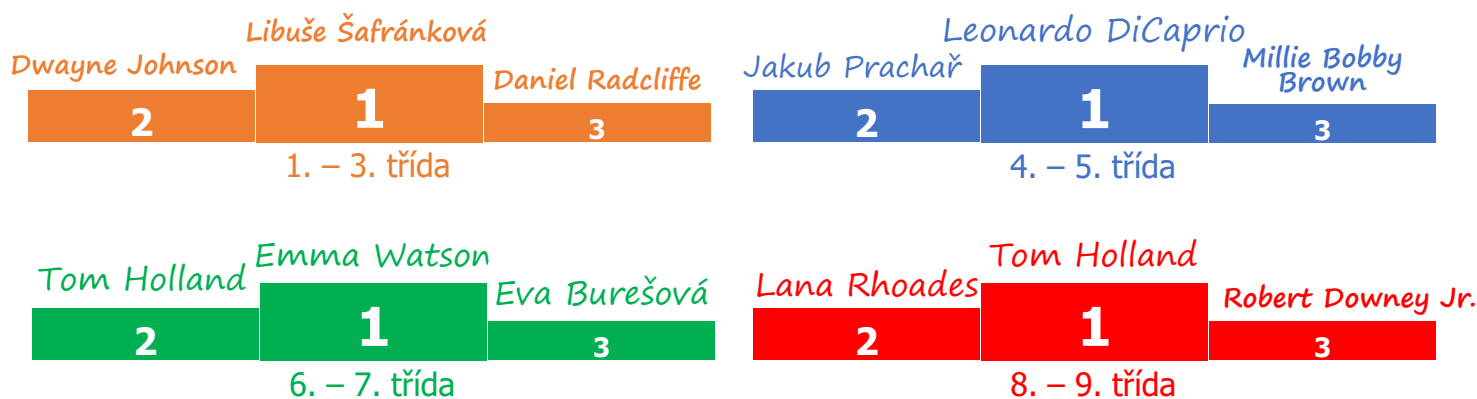 Libuše Šafránková
Dwayne Johnson
Daniel Radcliffe
2
1
3
1. – 3. třída
Leonardo DiCaprio
Jakub Prachař
Millie Bobby
Brown
2
1
3
4. – 5. třída
Emma Watson
Tom Holland
Eva Burešová
2
1
3
6. – 7. třída
Tom Holland
Lana Rhoades
Robert Downey Jr.
2
1
3
8. – 9. třída